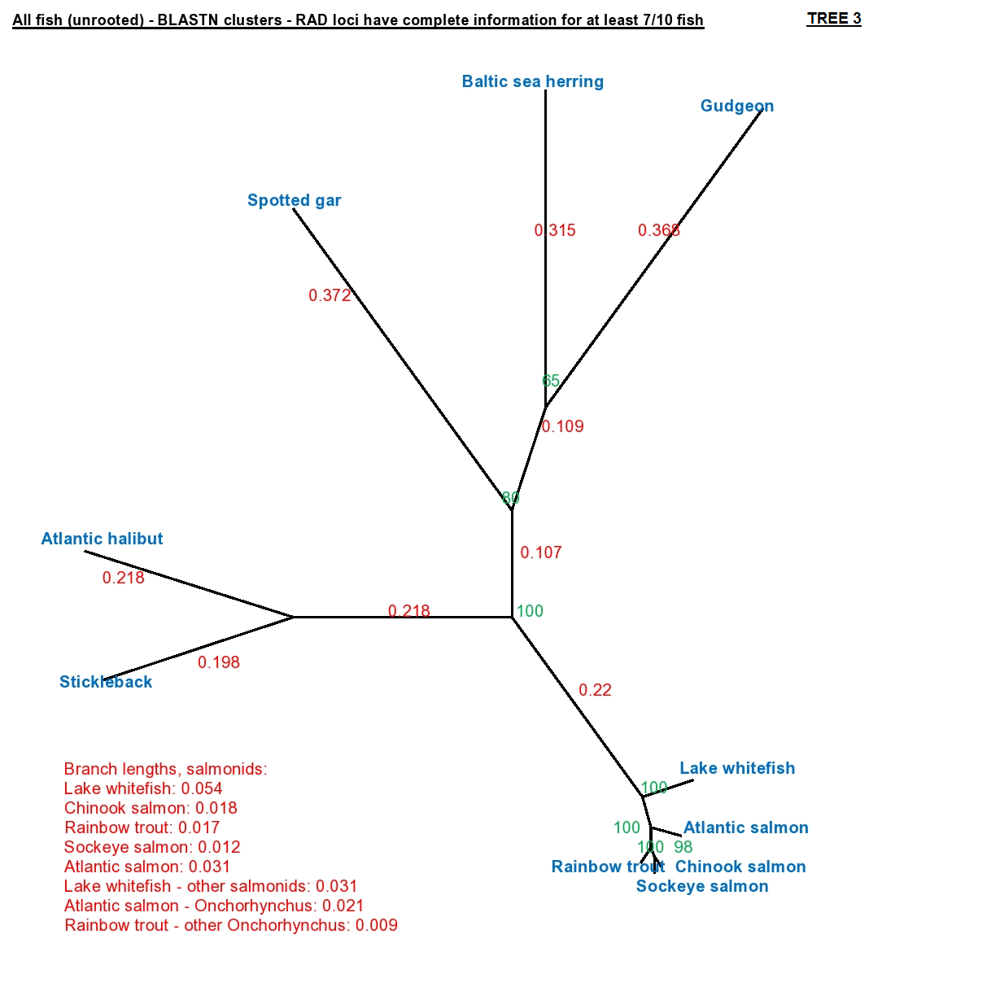 All fish (unrooted) - BLASTN clusters - RAD loci have complete information for at least 7/10 fish
TREE 3
Baltic sea herring
Gudgeon
Spotted gar
0.315
0.368
0.372
65
0.109
80
Atlantic halibut
0.107
0.218
0.218
100
0.198
Stickleback
0.22
Lake whitefish
100
100
Atlantic salmon
100
98
Rainbow trout
Chinook salmon
Sockeye salmon
Branch lengths, salmonids:
Lake whitefish: 0.054
Chinook salmon: 0.018
Rainbow trout: 0.017
Sockeye salmon: 0.012
Atlantic salmon: 0.031
Lake whitefish - other salmonids: 0.031
Atlantic salmon - Onchorhynchus: 0.021
Rainbow trout - other Onchorhynchus: 0.009